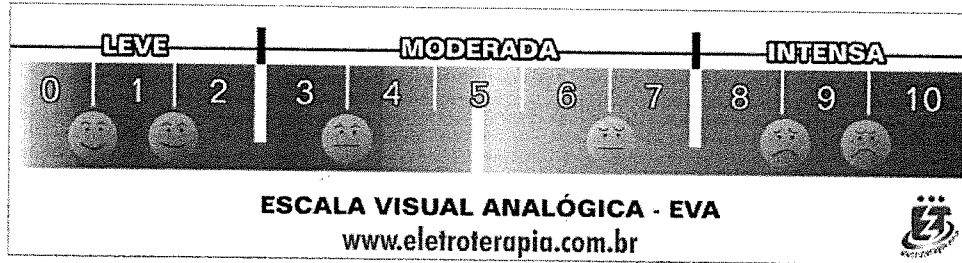 LEVE MODERADA INTENSA
0 1 2 3 4 5 6 7 8 9 10
ESCALA VISUAL ANALÓGICA - EVA
www.eletroterapia.com.br